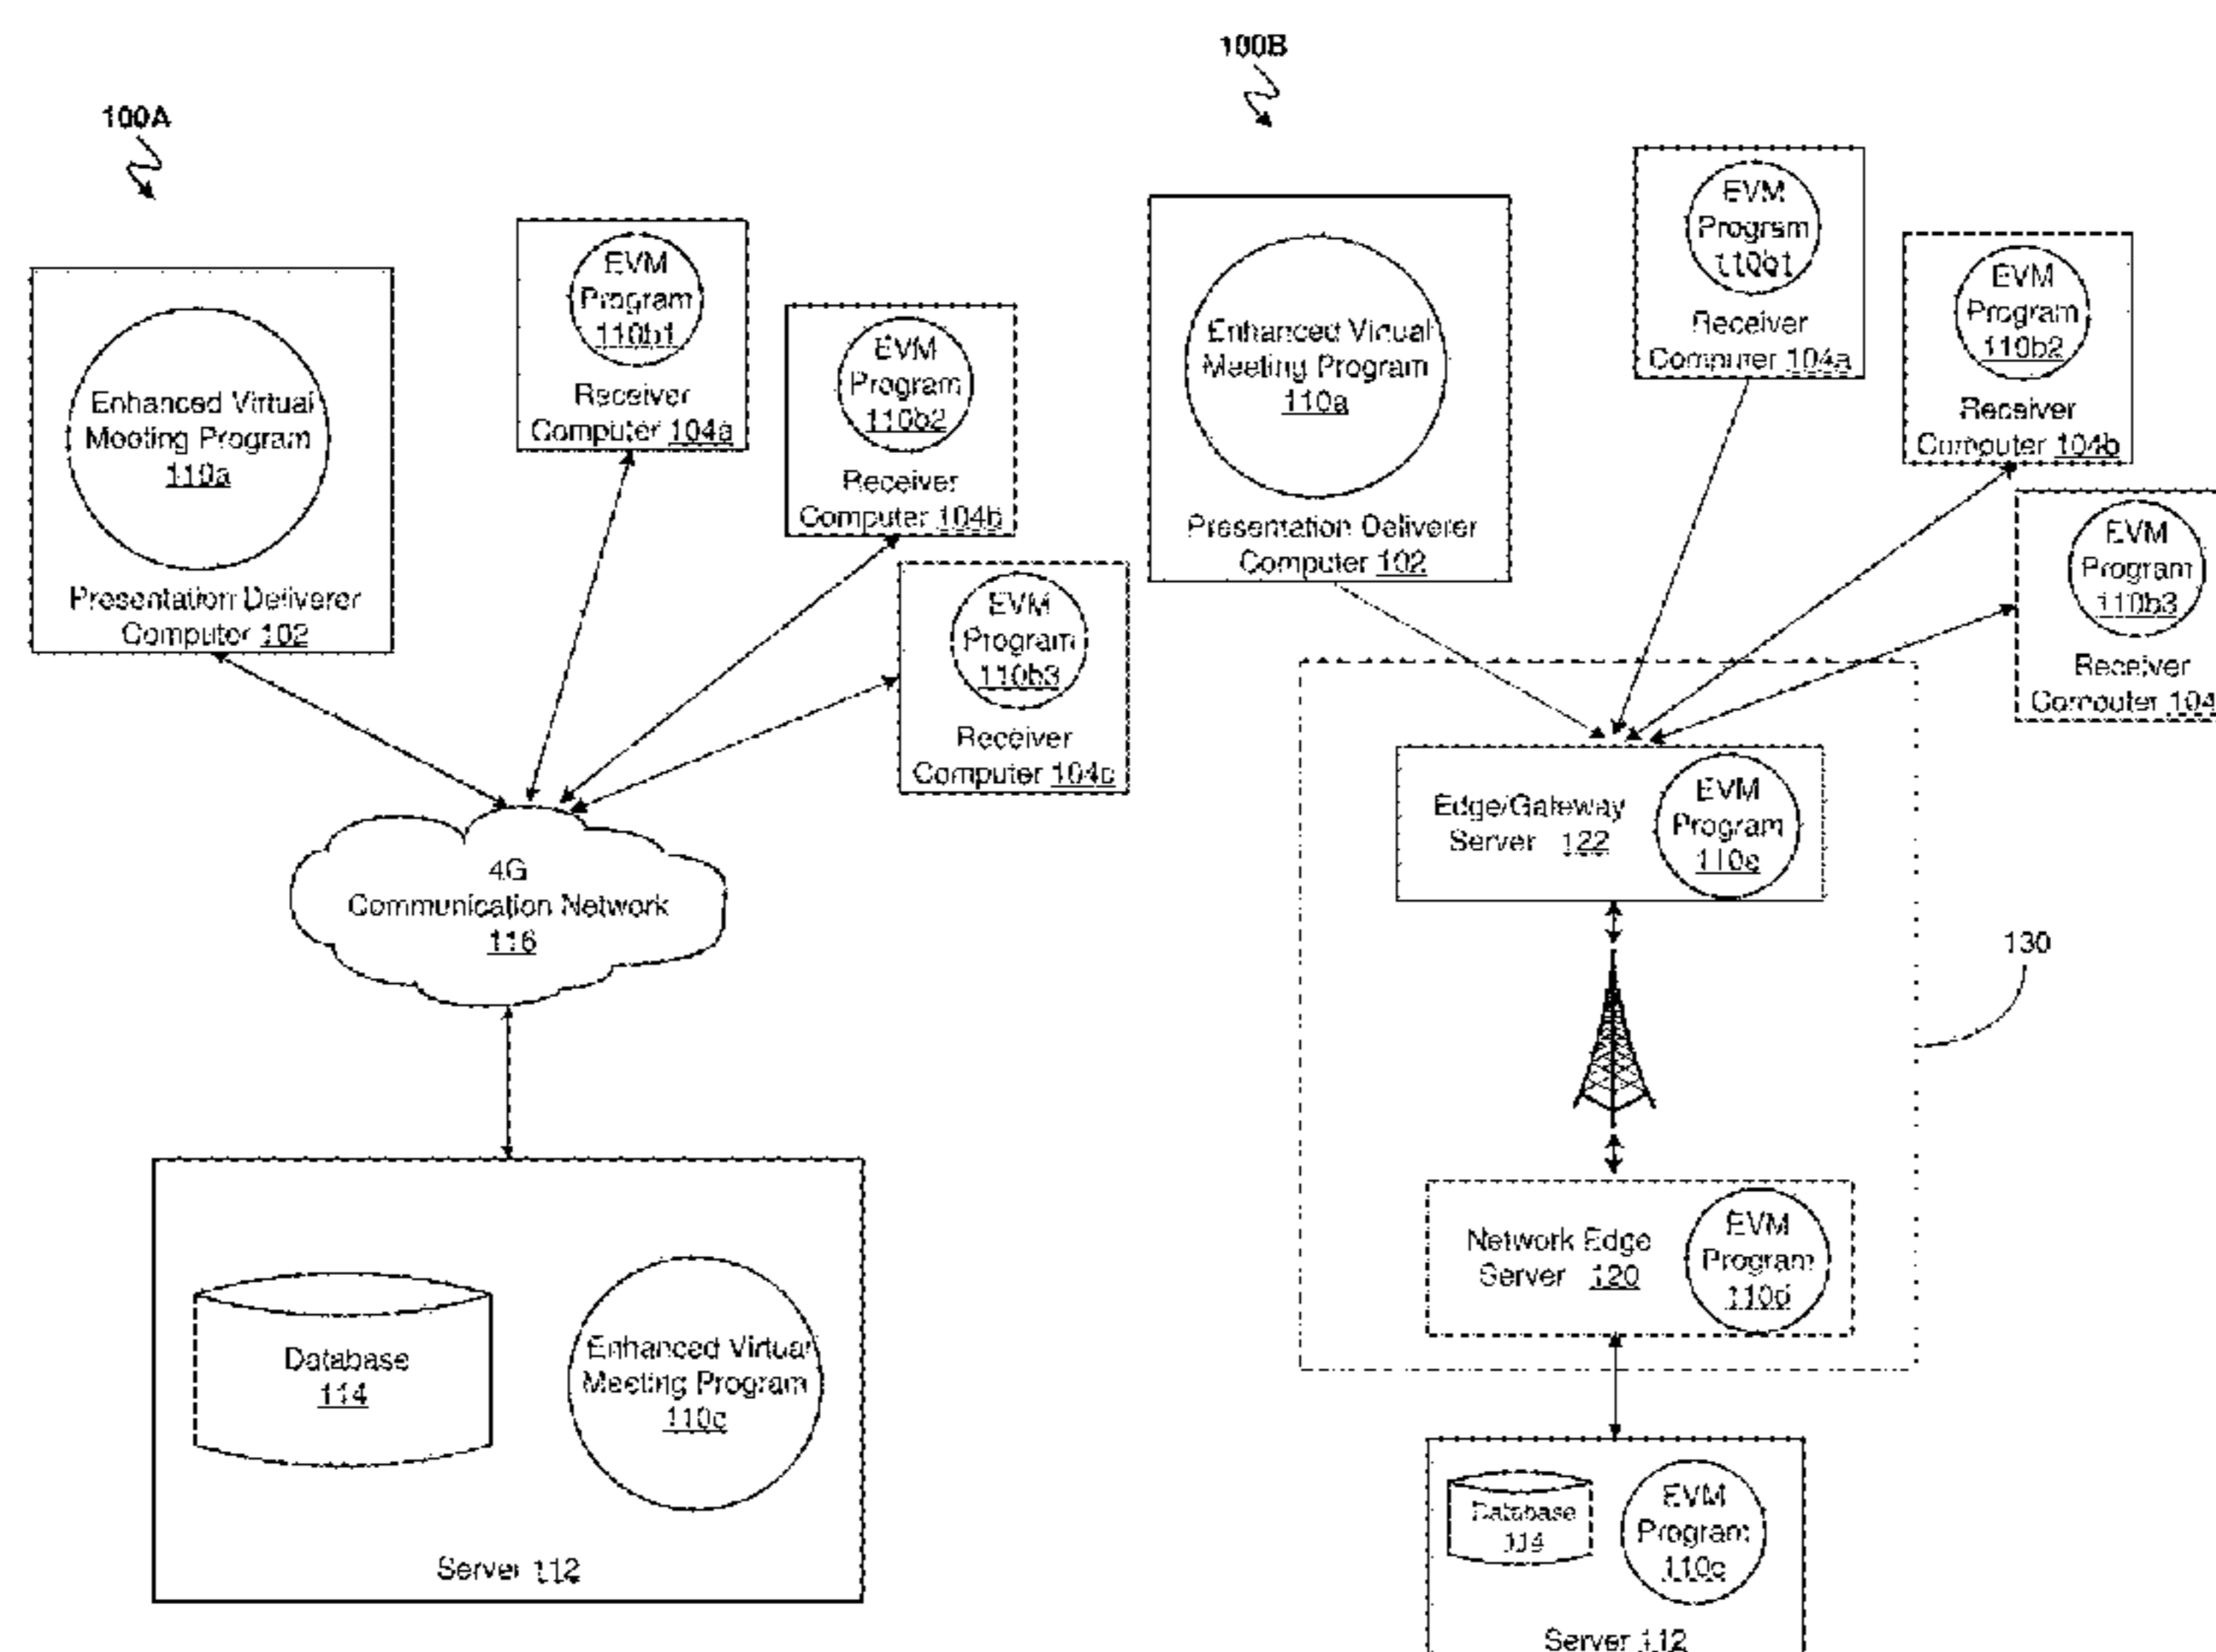 100A
Enhanced Virtual
Meeting Program
110a
Presentation Deliverer
Computer 102
EVM
Program
110b1
Receiver
Computer 104a
EVM
Program
110b2
Receiver
Computer 104b
EVM
Program
110b3
Receiver
Computer 104c
4G
Communication Network
116
Database
114
Enhanced Virtual
Meeting Program
110c
Server 112
100B
Enhanced Virtual
Meeting Program
110a
Presentation Deliverer
Computer 102
EVM
Program
110b1
Receiver
Computer 104a
EVM
Program
110b2
Receiver
Computer 104b
EVM
Program
110b3
Receiver
Computer 104
Edge/Gateway
Server 122
EVM
Program
110e
130
Network Edge
Server 120
EVM
Program
110d
Database
114
EVM
Program
110c
Server 112